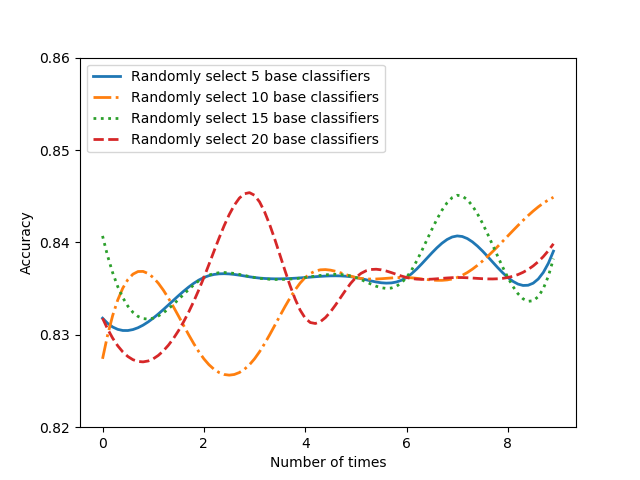 0.86
0.85
0.84
0.83
0.82
Accuracy
Randomly select 5 base classifiers
Randomly select 10 base classifiers
Randomly select 15 base classifiers
Randomly select 20 base classifiers
0 2 4 6 8
Number of times